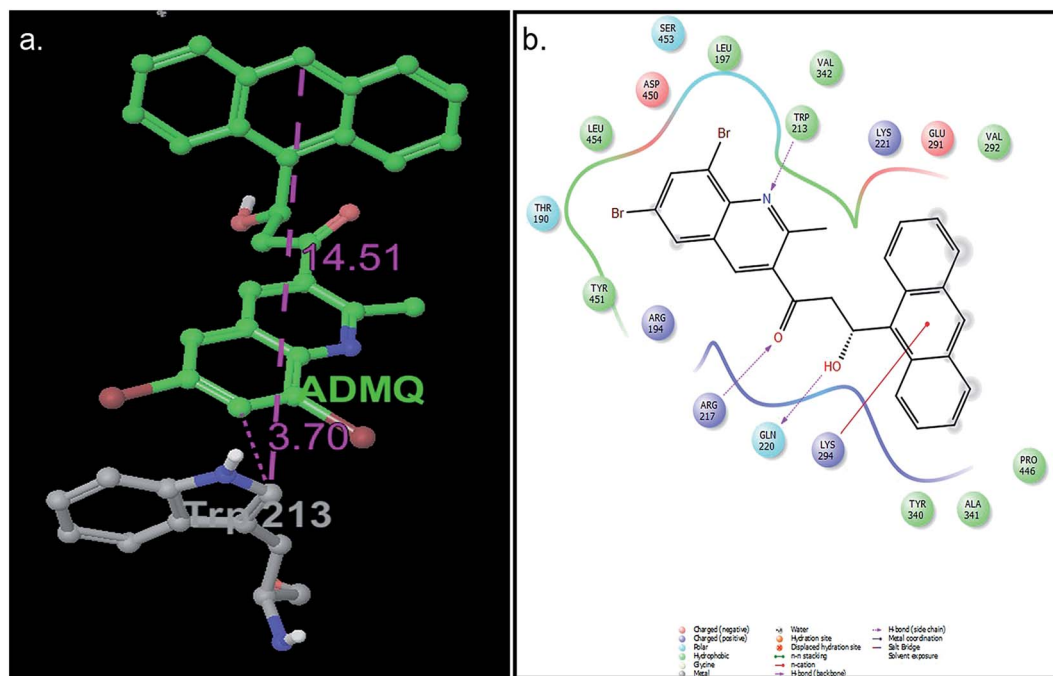 a.
14.51
ADMQ
3.70
Trp 213
b.
SER
453
LEU
197
VAL
342
ASP
450
TRP
213
LEU
454
LYS
221
GLU
291
VAL
292
Br
N
Br
THR
190
TYR
451
ARG
194
O
HO
ARG
217
GLN
220
LYS
294
PRO
446
TYR
340
ALA
341
Charged (negative)
Charged (positive)
Polar
Hydrophobic
Glycine
Metal
Water
Hydration site
Displaced hydration site
π-π stacking
π-cation
H-bond (backbone)
H-bond (side chain)
Metal coordination
Salt Bridge
Solvent exposure